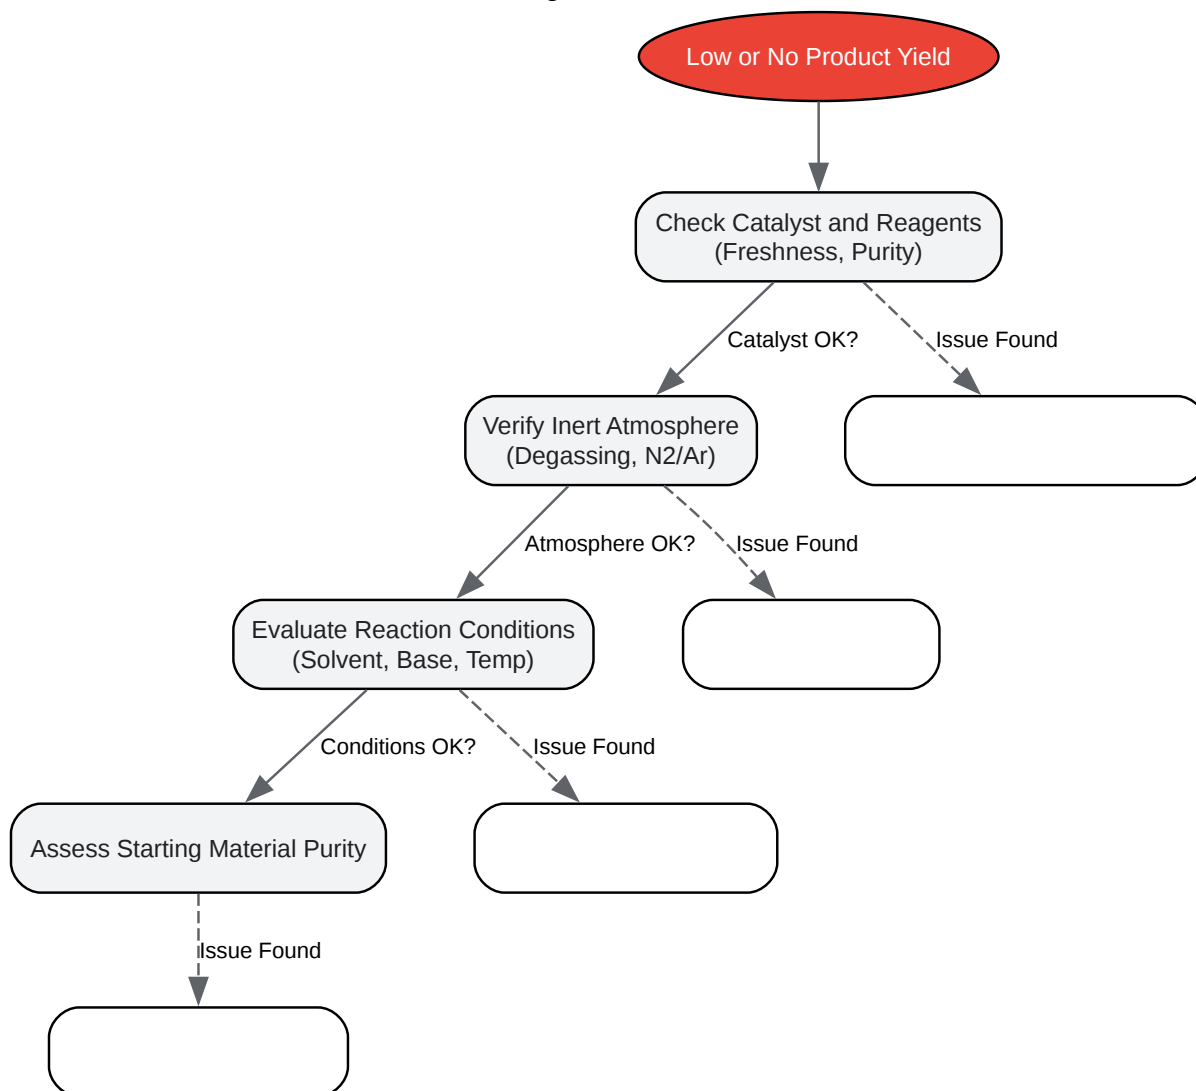 Low or No Product Yield
Check Catalyst and Reagents
(Freshness, Purity)
Catalyst OK?
Issue Found
Verify Inert Atmosphere
(Degassing, N2/Ar)
Atmosphere OK?
Issue Found
Evaluate Reaction Conditions
(Solvent, Base, Temp)
Conditions OK?
Issue Found
Assess Starting Material Purity
Issue Found